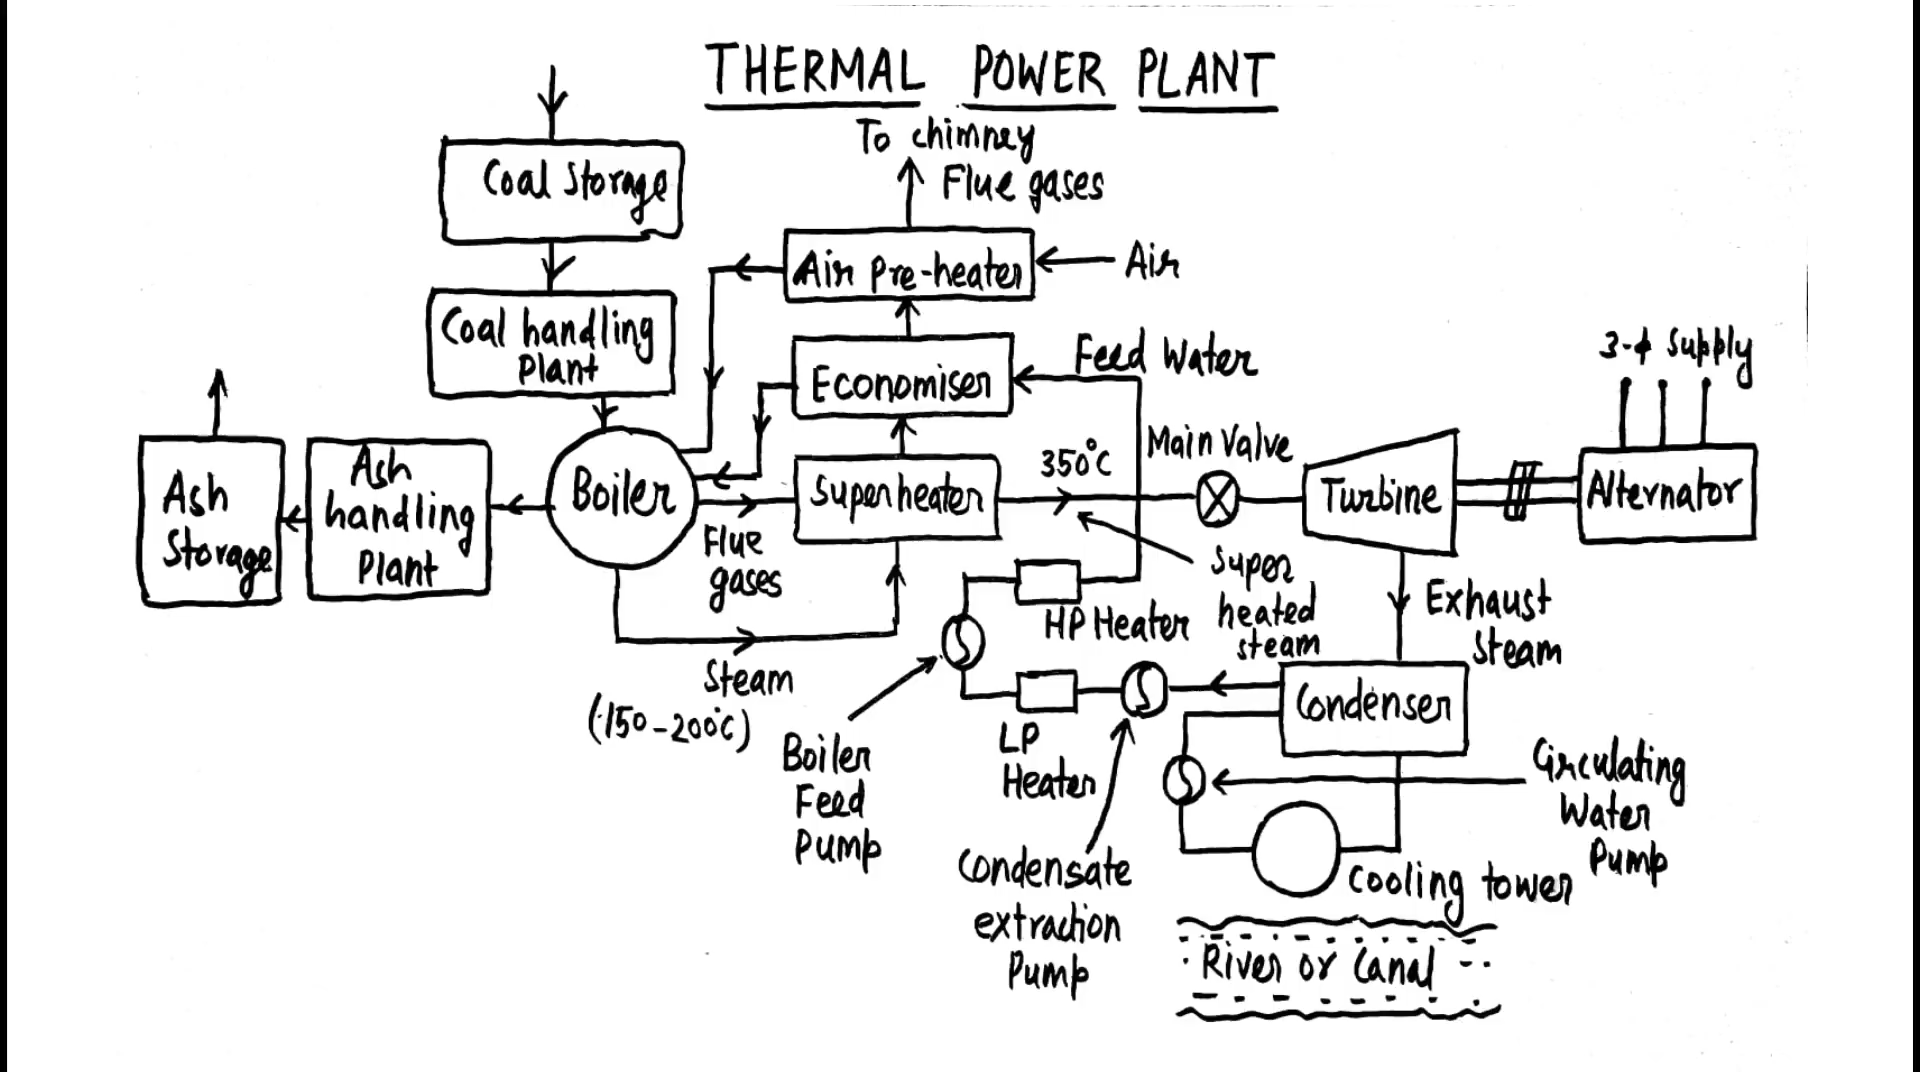 THERMAL POWER PLANT
To chimney
Flue gases
Coal Storage
Air Pre-heater
Air
Coal handling
Plant
Feed Water
3-ϕ Supply
Economiser
Main Valve
350°C
Ash
Storage
Ash
handling
Plant
Boiler
Superheater
Turbine
Alternator
Flue
gases
Super
heated
steam
HP Heater
Exhaust
Steam
Steam
(150-200°C)
Condenser
LP
Heater
Boiler
Feed
Pump
Circulating
Water
Pump
Condensate
extraction
Pump
Cooling tower
River or Canal